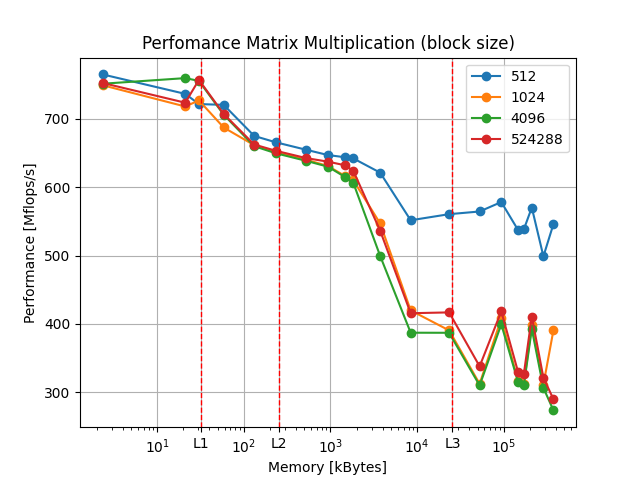 Perfomance Matrix Multiplication (block size)
512
1024
4096
524288
700
600
500
400
300
Performance [Mflops/s]
10¹ L1 10² L2 10³ 10⁴ L3 10⁵
Memory [kBytes]